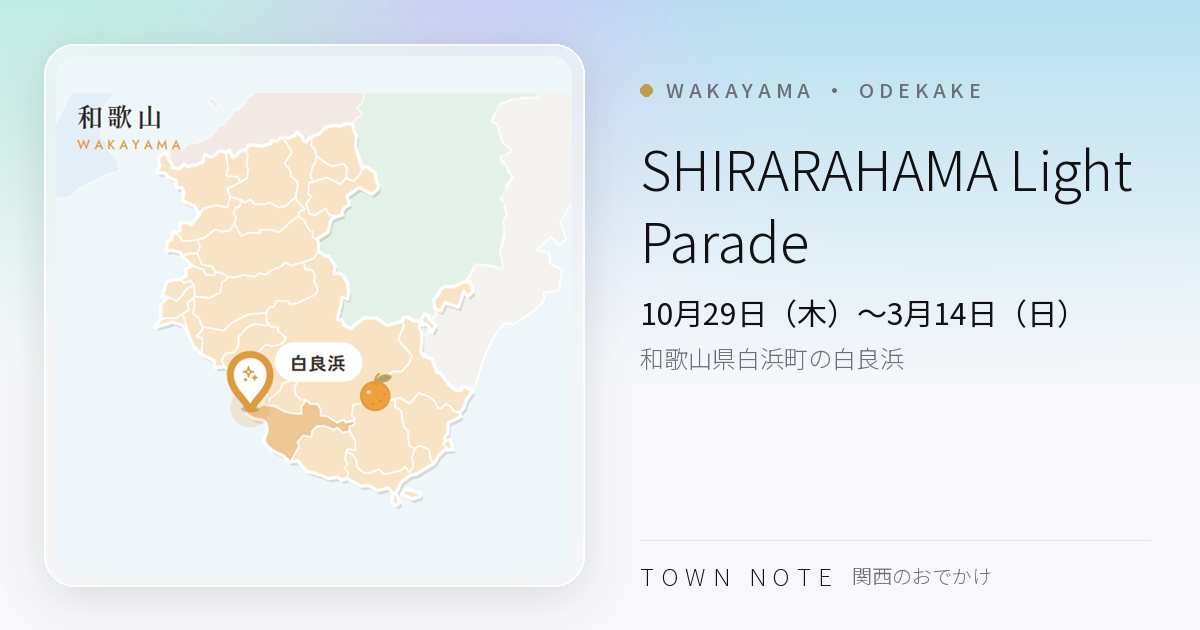 和歌山
WAKAYAMA
白良浜
WAKAYAMA • ODEKAKE
SHIRARAHAMA Light
Parade
10月29日（木）〜3月14日（日）
和歌山県白浜町の白良浜
TOWN NOTE 関西のおでかけ